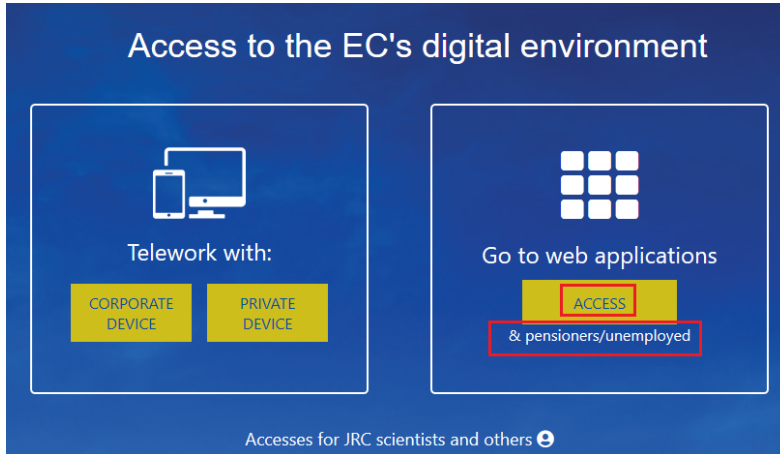 Access to the EC's digital environment
Telework with:
CORPORATE
DEVICE
PRIVATE
DEVICE
Go to web applications
ACCESS
& pensioners/unemployed
Accesses for JRC scientists and others